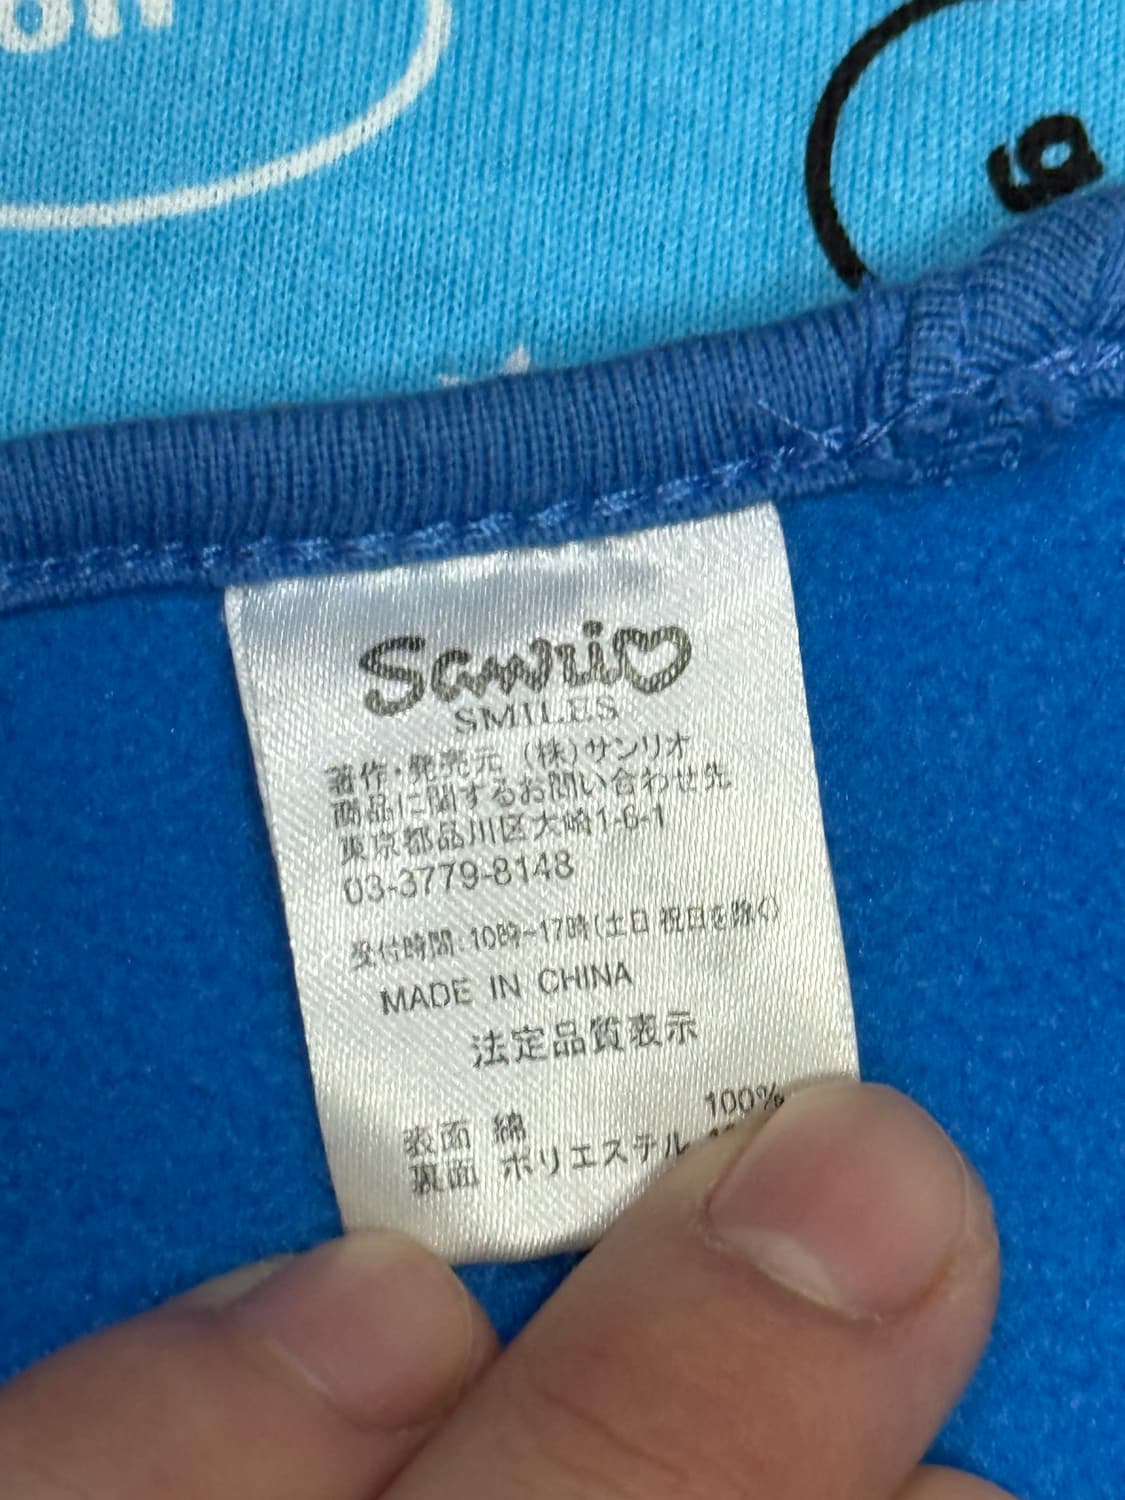 on
Sanrio
SMILES
著作・発売元 (株)サンリオ
商品に関するお問い合わせ先
東京都品川区大崎1-6-1
03-3779-8148
受付時間:10時~17時(土日祝日を除く)
MADE IN CHINA
法定品質表示
表面 綿 100%
裏面 ポリエステル